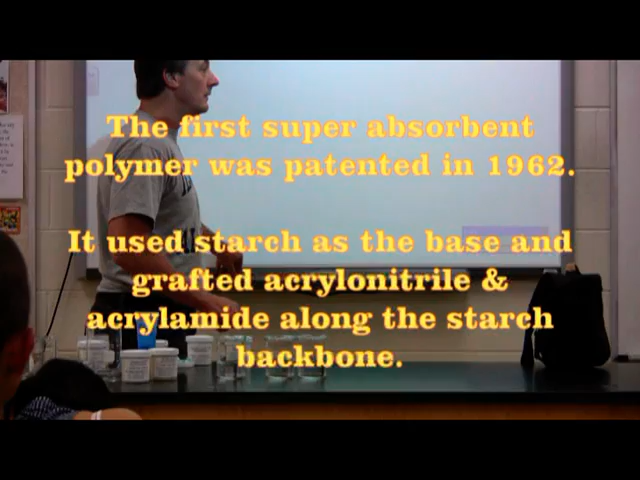 The first super absorbent
polymer was patented in 1962.
It used starch as the base and
grafted acrylonitrile &
acrylamide along the starch
backbone.